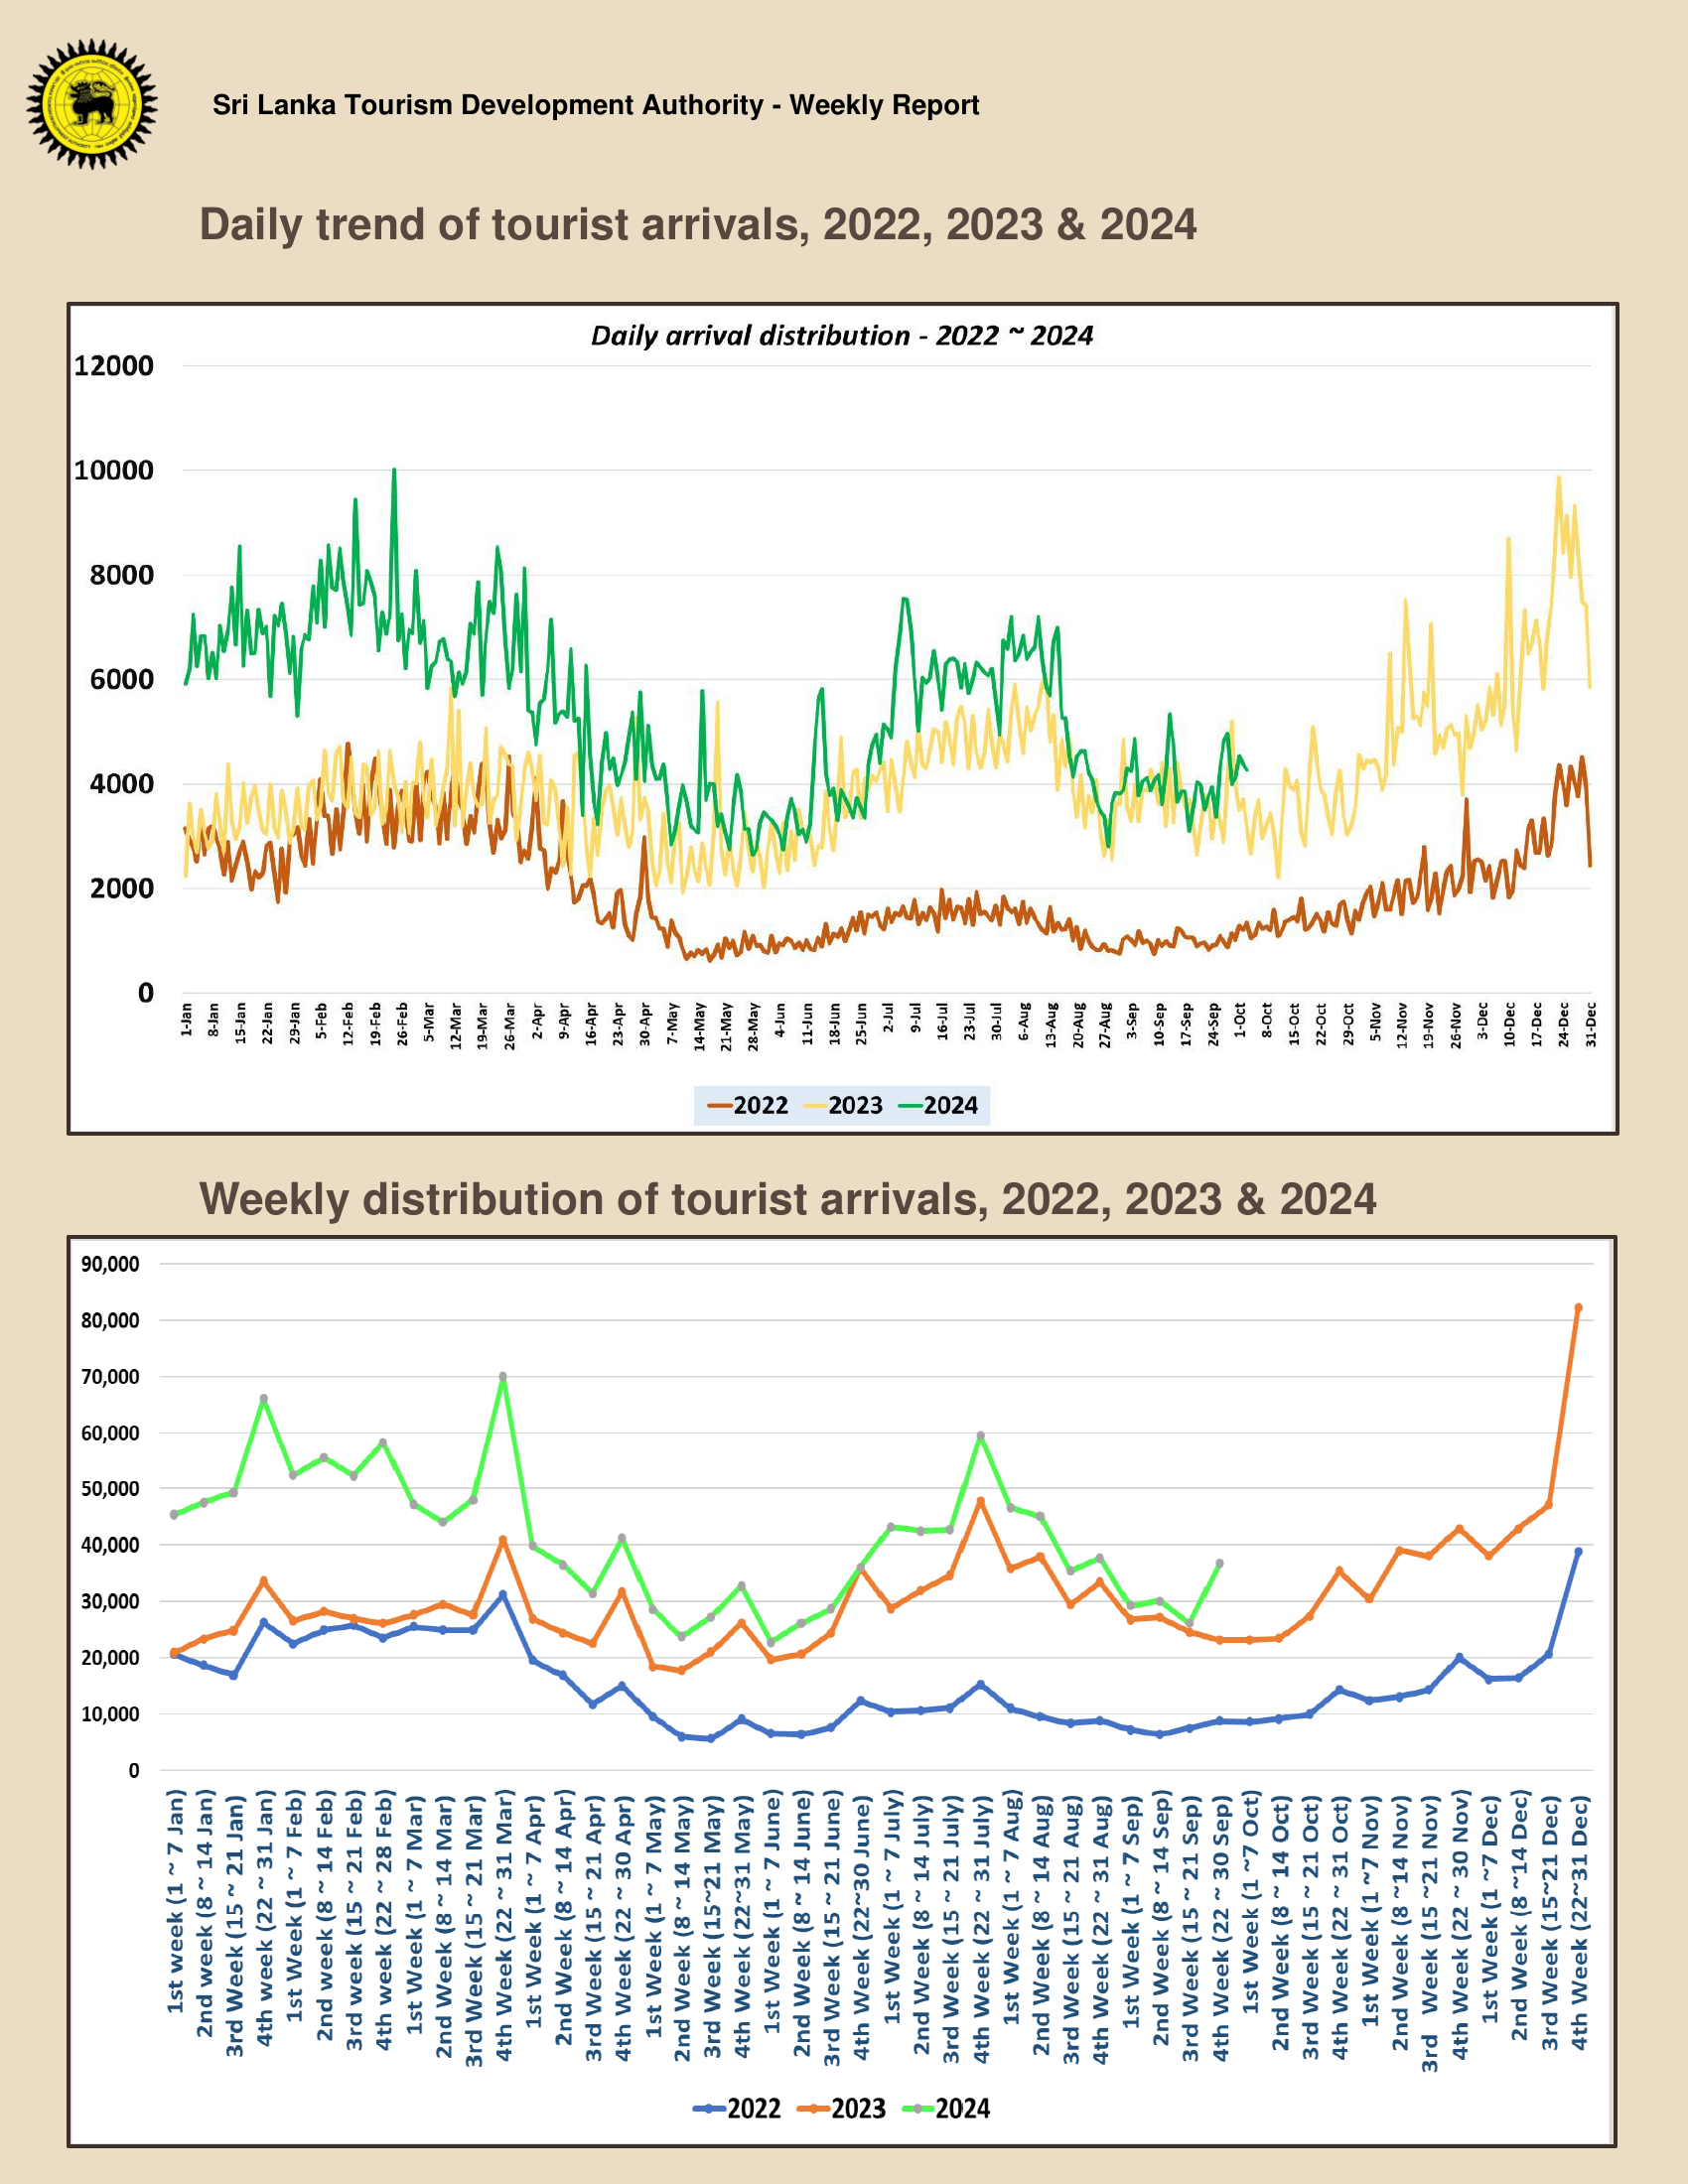 Sri Lanka Tourism Development Authority - Weekly Report
Daily trend of tourist arrivals, 2022, 2023 & 2024
Daily arrival distribution - 2022 ~ 2024
12000
10000
8000
6000
4000
2000
0
1-Jan
8-Jan
15-Jan
22-Jan
29-Jan
5-Feb
12-Feb
19-Feb
26-Feb
5-Mar
12-Mar
19-Mar
26-Mar
2-Apr
9-Apr
16-Apr
23-Apr
30-Apr
7-May
14-May
21-May
28-May
4-Jun
11-Jun
18-Jun
25-Jun
2-Jul
9-Jul
16-Jul
23-Jul
30-Jul
6-Aug
13-Aug
20-Aug
27-Aug
3-Sep
10-Sep
17-Sep
24-Sep
1-Oct
8-Oct
15-Oct
22-Oct
29-Oct
5-Nov
12-Nov
19-Nov
26-Nov
3-Dec
10-Dec
17-Dec
24-Dec
31-Dec
2022 2023 2024
Weekly distribution of tourist arrivals, 2022, 2023 & 2024
90,000
80,000
70,000
60,000
50,000
40,000
30,000
20,000
10,000
0
1st week (1 ~ 7 Jan)
2nd week (8 ~ 14 Jan)
3rd Week (15 ~ 21 Jan)
4th week (22 ~ 31 Jan)
1st Week (1 ~ 7 Feb)
2nd week (8 ~ 14 Feb)
3rd week (15 ~ 21 Feb)
4th week (22 ~ 28 Feb)
1st Week (1 ~ 7 Mar)
2nd Week (8 ~ 14 Mar)
3rd Week (15 ~ 21 Mar)
4th Week (22 ~ 31 Mar)
1st Week (1 ~ 7 Apr)
2nd Week (8 ~ 14 Apr)
3rd Week (15 ~ 21 Apr)
4th Week (22 ~ 30 Apr)
1st Week (1 ~ 7 May)
2nd Week (8 ~ 14 May)
3rd Week (15~21 May)
4th Week (22~31 May)
1st Week (1 ~ 7 June)
2nd Week (8 ~ 14 June)
3rd Week (15 ~ 21 June)
4th Week (22~30 June)
1st Week (1 ~ 7 July)
2nd Week (8 ~ 14 July)
3rd Week (15 ~ 21 July)
4th Week (22 ~ 31 July)
1st Week (1 ~ 7 Aug)
2nd Week (8 ~ 14 Aug)
3rd Week (15 ~ 21 Aug)
4th Week (22 ~ 31 Aug)
1st Week (1 ~ 7 Sep)
2nd Week (8 ~ 14 Sep)
3rd Week (15 ~ 21 Sep)
4th Week (22 ~ 30 Sep)
1st Week (1 ~7 Oct)
2nd Week (8 ~ 14 Oct)
3rd Week (15 ~ 21 Oct)
4th Week (22 ~ 31 Oct)
1st Week (1 ~7 Nov)
2nd Week (8 ~14 Nov)
3rd Week (15 ~21 Nov)
4th Week (22 ~ 30 Nov)
1st Week (1 ~7 Dec)
2nd Week (8 ~14 Dec)
3rd Week (15~21 Dec)
4th Week (22~31 Dec)
2022 2023 2024